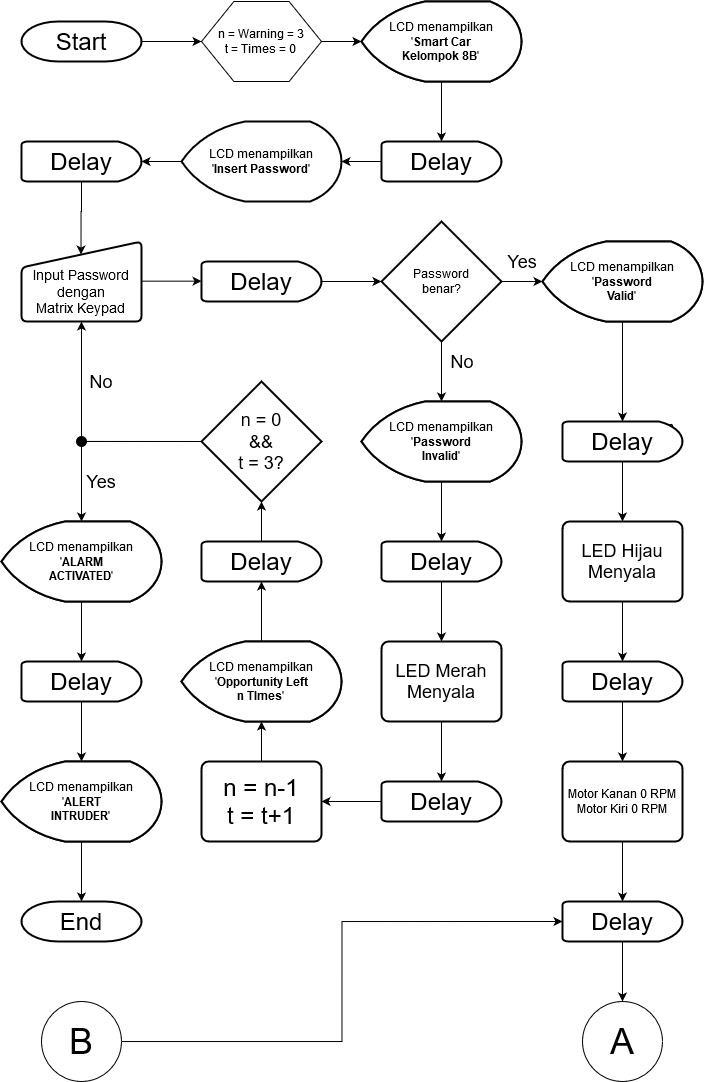 Start
n = Warning = 3
t = Times = 0
LCD menampilkan
'Smart Car
Kelompok 8B'
Delay
LCD menampilkan
'Insert Password'
Delay
Input Password
dengan
Matrix Keypad
Delay
Password
benar?
Yes
LCD menampilkan
'Password
Valid'
No
LCD menampilkan
'Password
Invalid'
Delay
LED Merah
Menyala
Delay
n = n-1
t = t+1
LCD menampilkan
'Opportunity Left
n TImes'
Delay
n = 0
&&
t = 3?
No
Yes
LCD menampilkan
'ALARM
ACTIVATED'
Delay
LCD menampilkan
'ALERT
INTRUDER'
End
Delay
LED Hijau
Menyala
Delay
Motor Kanan 0 RPM
Motor Kiri 0 RPM
Delay
B
A